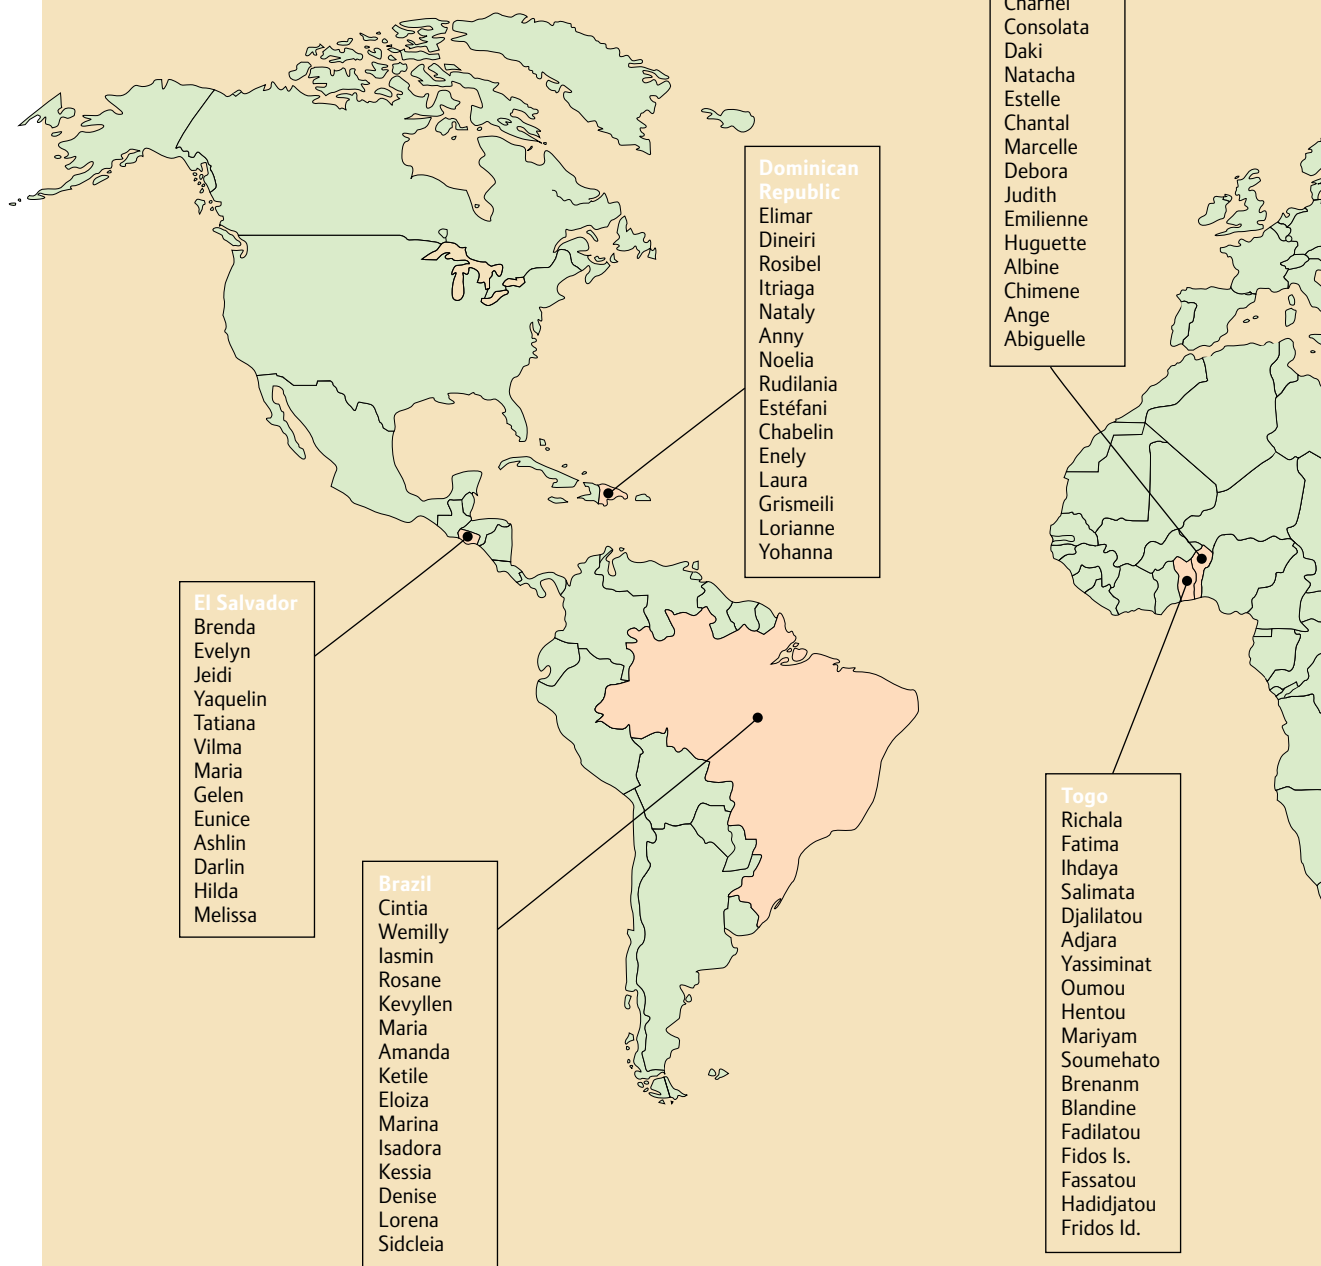 Charnel
Consolata
Daki
Natacha
Estelle
Chantal
Marcelle
Debora
Judith
Emilienne
Huguette
Albine
Chimene
Ange
Abiguelle
Dominican
Republic
Elimar
Dineiri
Rosibel
Itriaga
Nataly
Anny
Noelia
Rudilania
Estéfani
Chabelin
Enely
Laura
Grismeili
Lorianne
Yohanna
El Salvador
Brenda
Evelyn
Jeidi
Yaquelin
Tatiana
Vilma
Maria
Gelen
Eunice
Ashlin
Darlin
Hilda
Melissa
Brazil
Cintia
Wemilly
Iasmin
Rosane
Kevyllen
Maria
Amanda
Ketile
Eloiza
Marina
Isadora
Kessia
Denise
Lorena
Sidcleia
Togo
Richala
Fatima
Ihdaya
Salimata
Djalilatou
Adjara
Yassiminat
Oumou
Hentou
Mariyam
Soumehato
Brenanm
Blandine
Fadilatou
Fidos Is.
Fassatou
Hadidjatou
Fridos Id.